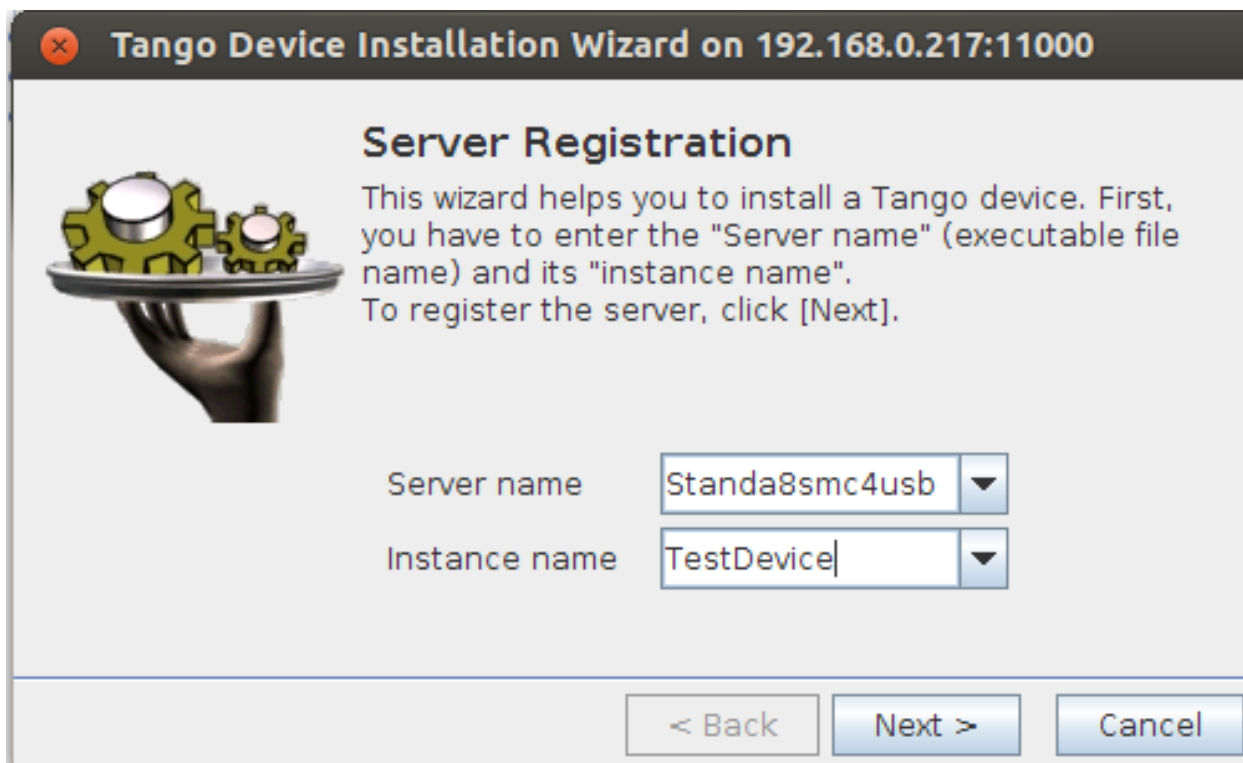 Tango Device Installation Wizard on 192.168.0.217:11000
Server Registration
This wizard helps you to install a Tango device. First,
you have to enter the "Server name" (executable file
name) and its "instance name".
To register the server, click [Next].
Server name
Standa8smc4usb
Instance name
TestDevice
< Back
Next >
Cancel